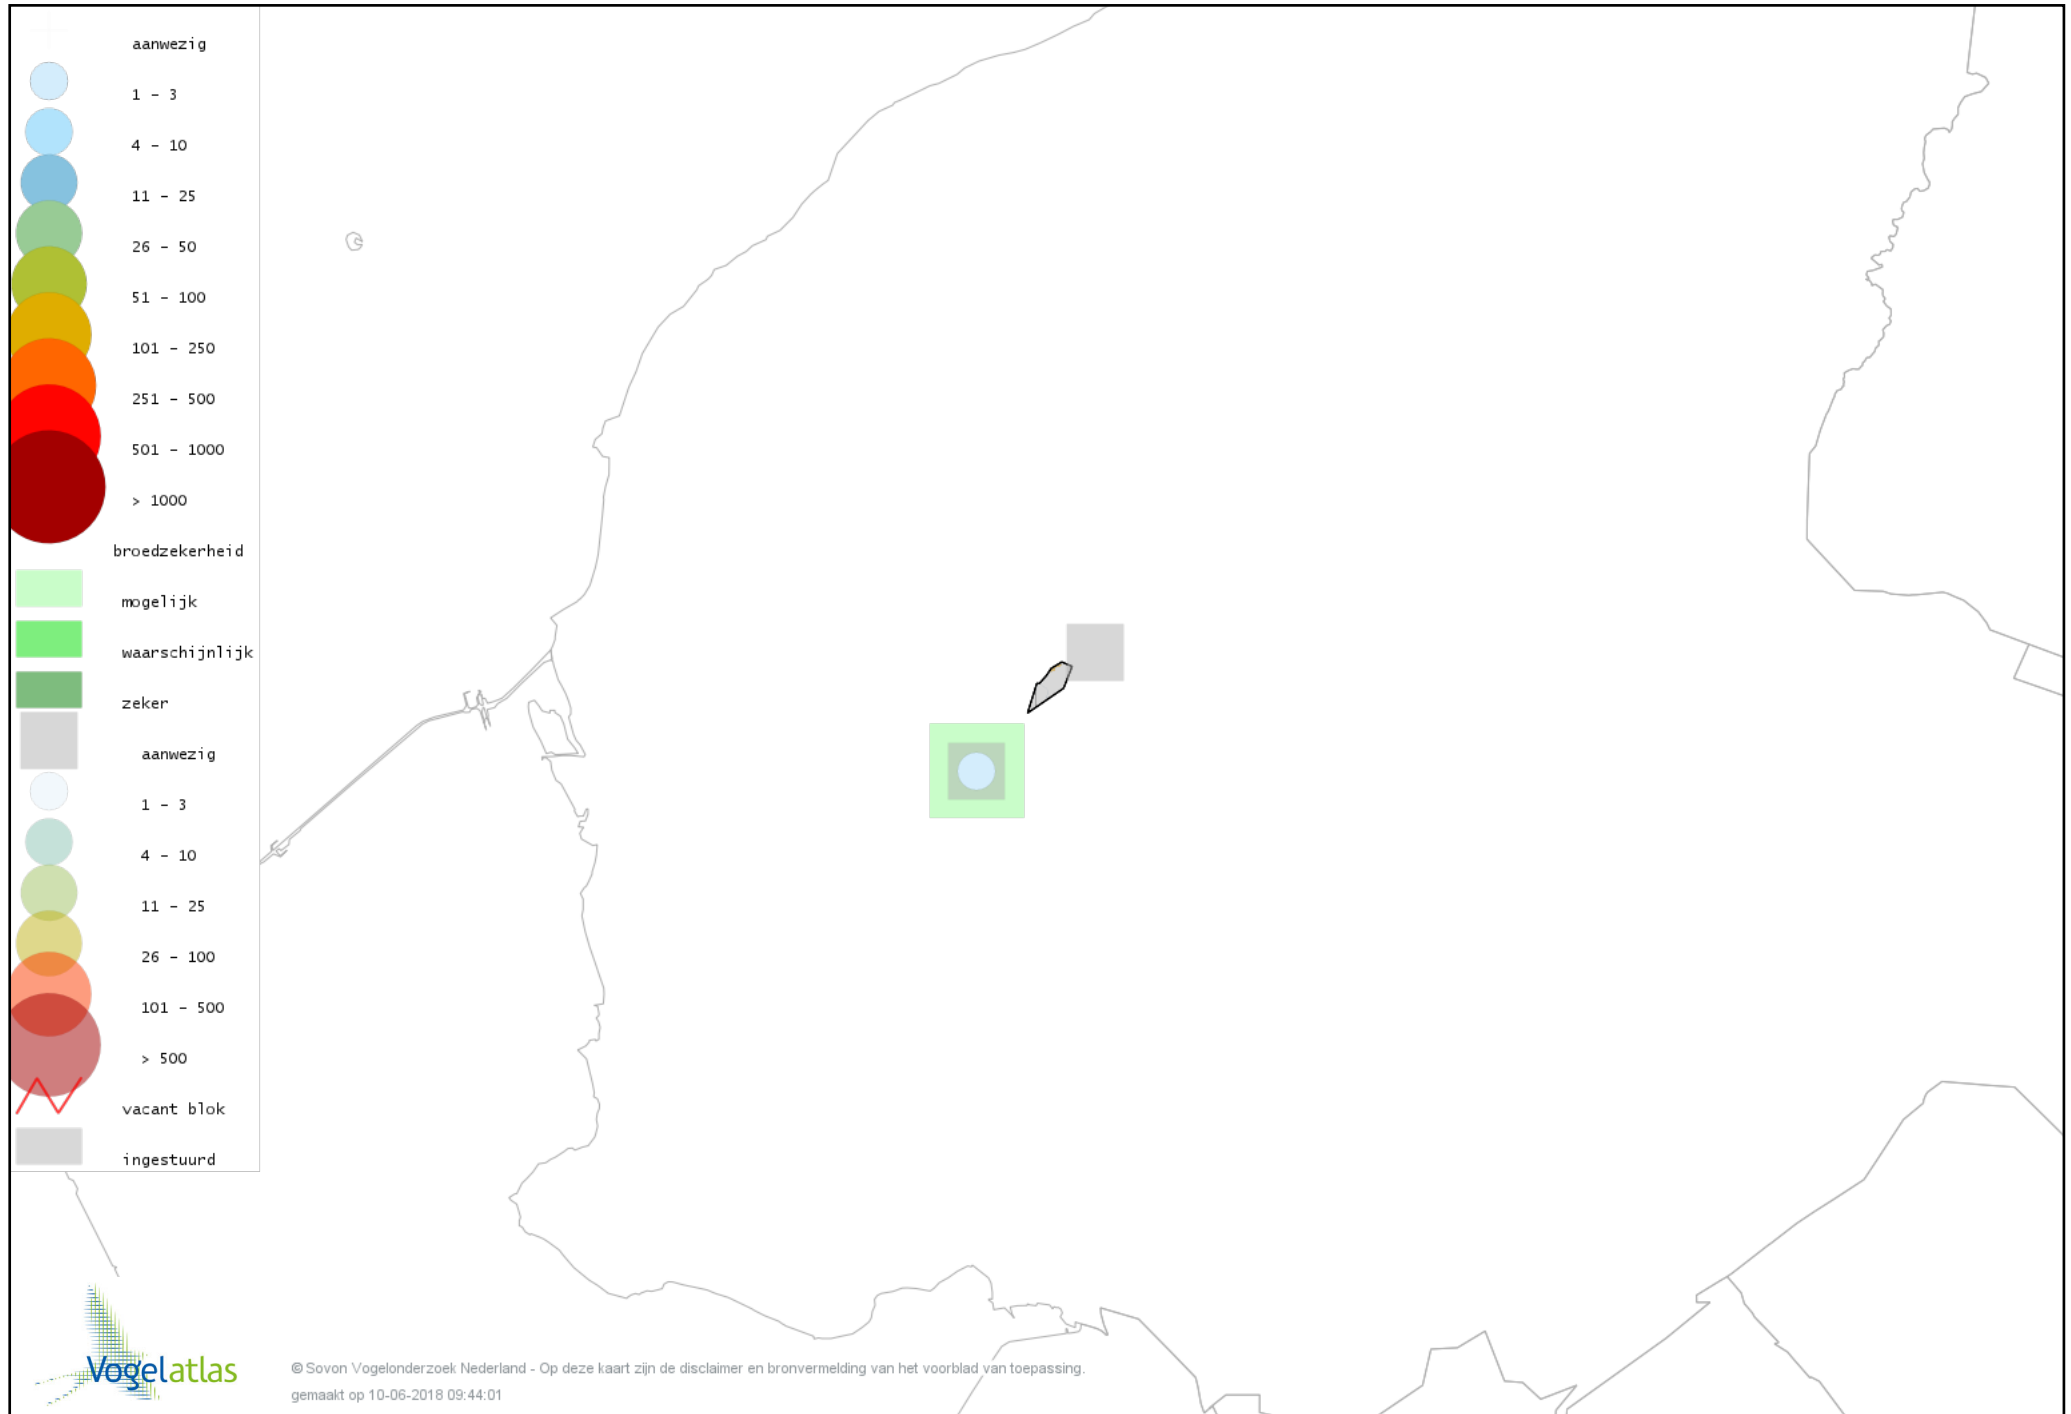 aanwezig
1 - 3
4 - 10
11 - 25
26 - 50
51 - 100
101 - 250
251 - 500
501 - 1000
> 1000
broedzekerheid
mogelijk
waarschijnlijk
zeker
aanwezig
1 - 3
4 - 10
11 - 25
26 - 100
101 - 500
> 500
vacant blok
ingestuurd
Vogelatlas
© Sovon Vogelonderzoek Nederland - Op deze kaart zijn de disclaimer en bronvermelding van het voorblad van toepassing.
gemaakt op 10-06-2018 09:44:01